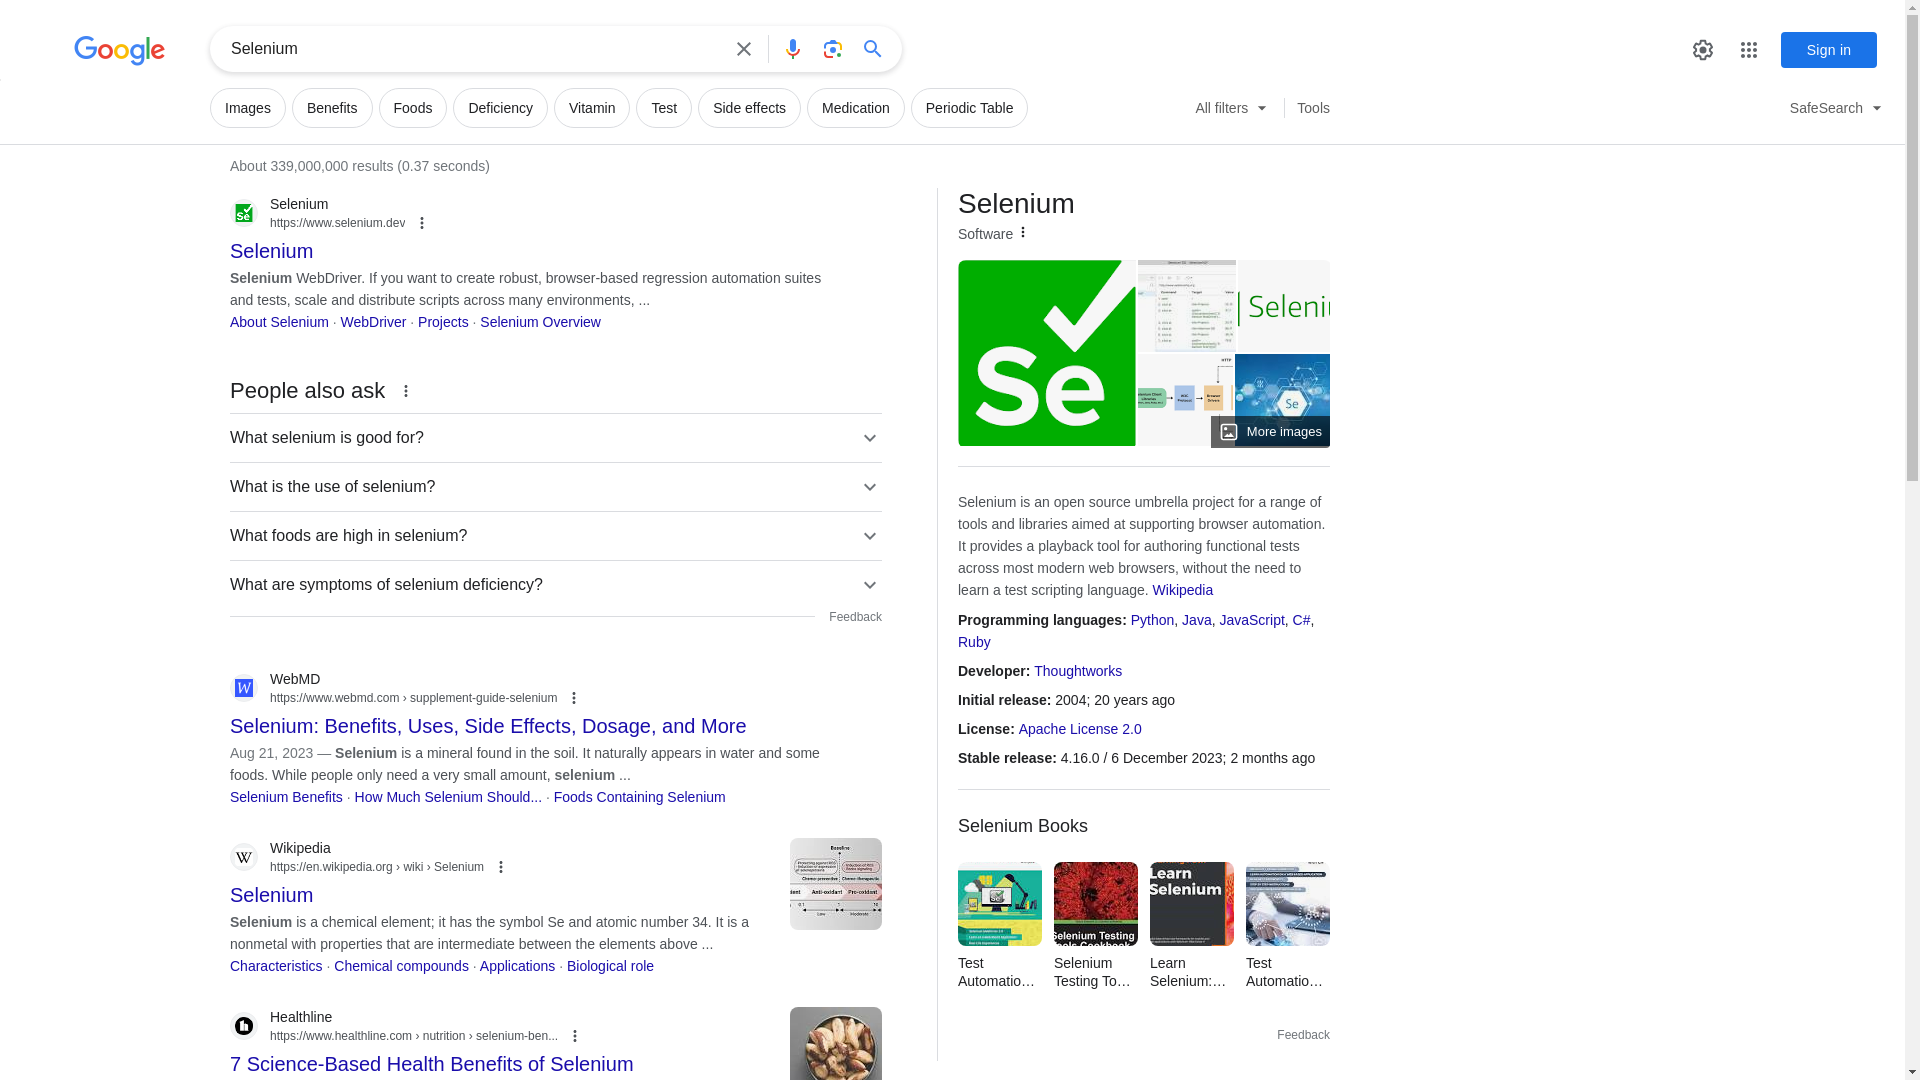 Google
Selenium
Sign in
Images
Benefits
Foods
Deficiency
Vitamin
Test
Side effects
Medication
Periodic Table
All filters
Tools
SafeSearch
About 339,000,000 results (0.37 seconds)
Selenium
https://www.selenium.dev
Selenium
Selenium WebDriver. If you want to create robust, browser-based regression automation suites
and tests, scale and distribute scripts across many environments, ...
About Selenium · WebDriver · Projects · Selenium Overview
People also ask
What selenium is good for?
What is the use of selenium?
What foods are high in selenium?
What are symptoms of selenium deficiency?
Feedback
WebMD
https://www.webmd.com › supplement-guide-selenium
Selenium: Benefits, Uses, Side Effects, Dosage, and More
Aug 21, 2023 — Selenium is a mineral found in the soil. It naturally appears in water and some
foods. While people only need a very small amount, selenium ...
Selenium Benefits · How Much Selenium Should... · Foods Containing Selenium
Wikipedia
https://en.wikipedia.org › wiki › Selenium
Selenium
Selenium is a chemical element; it has the symbol Se and atomic number 34. It is a
nonmetal with properties that are intermediate between the elements above ...
Characteristics · Chemical compounds · Applications · Biological role
Baseline
Healthline
https://www.healthline.com › nutrition › selenium-ben...
7 Science-Based Health Benefits of Selenium
Selenium
Software
Se
Seleni
HTTP
Se
More images
Selenium is an open source umbrella project for a range of
tools and libraries aimed at supporting browser automation.
It provides a playback tool for authoring functional tests
across most modern web browsers, without the need to
learn a test scripting language. Wikipedia
Programming languages: Python, Java, JavaScript, C#,
Ruby
Developer: Thoughtworks
Initial release: 2004; 20 years ago
License: Apache License 2.0
Stable release: 4.16.0 / 6 December 2023; 2 months ago
Selenium Books
Selenium Testing
Learn
Selenium
Test
Automatio…
Selenium
Testing To…
Learn
Selenium:…
Test
Automatio…
Feedback